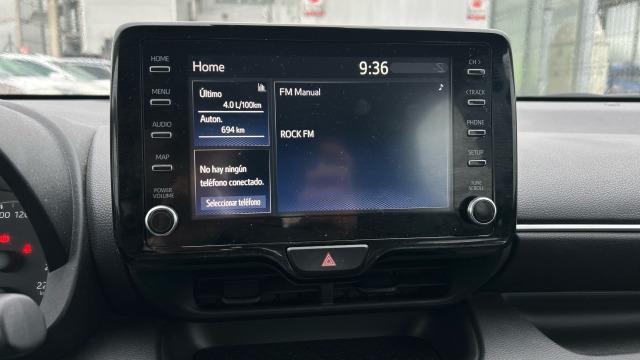 HOME
MENU
AUDIO
MAP
POWER
VOLUME
Home
9:36
Último
4.0 L/100km
Auton.
694 km
No hay ningún
teléfono conectado.
Seleccionar teléfono
FM Manual
ROCK FM
CH >
<TRACK
PHONE
SETUP
TUNE
SCROLL
120